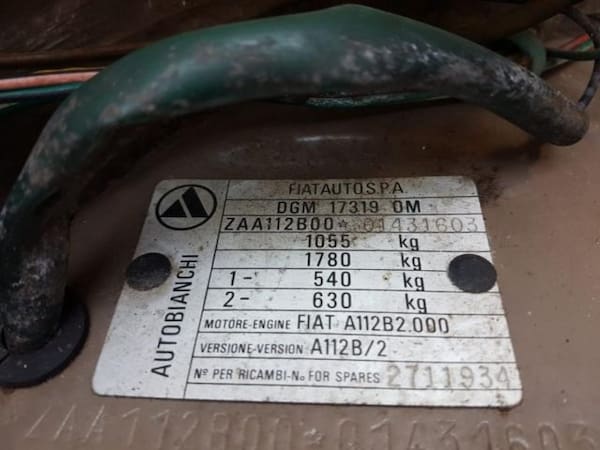 FIATAUTO S.P.A.
DGM 17319 OM
ZAA112B00* 01431603
1055 kg
1780 kg
1- 540 kg
2- 630 kg
MOTORE-ENGINE FIAT A112B2.000
VERSIONE-VERSION A112B/2
Nº PER RICAMBI-No FOR SPARES 2711934
AUTOBIANCHI
ZAA112B00*01431603